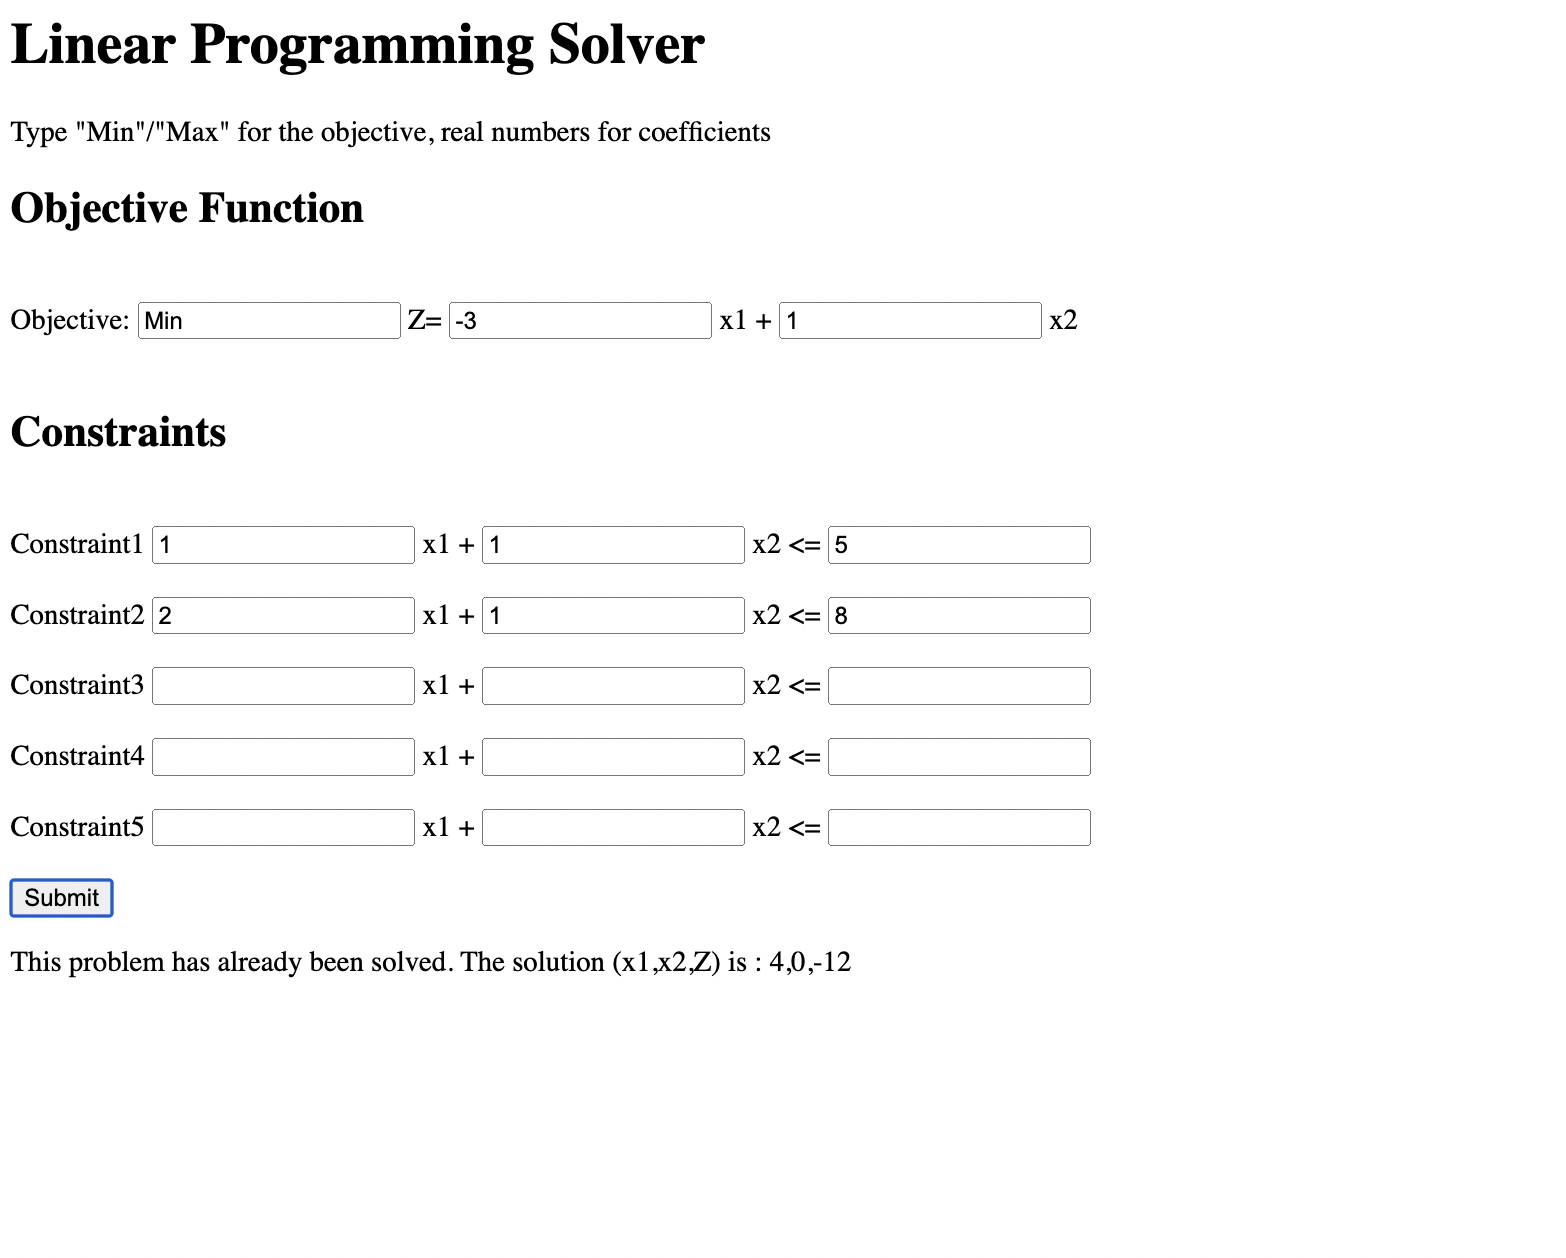 Linear Programming Solver
Type "Min"/"Max" for the objective, real numbers for coefficients
Objective Function
Objective: Min Z= -3 x1 + 1 x2
Constraints
Constraint1 1 x1 + 1 x2 <= 5
Constraint2 2 x1 + 1 x2 <= 8
Constraint3 x1 + x2 <=
Constraint4 x1 + x2 <=
Constraint5 x1 + x2 <=
Submit
This problem has already been solved. The solution (x1,x2,Z) is : 4,0,-12